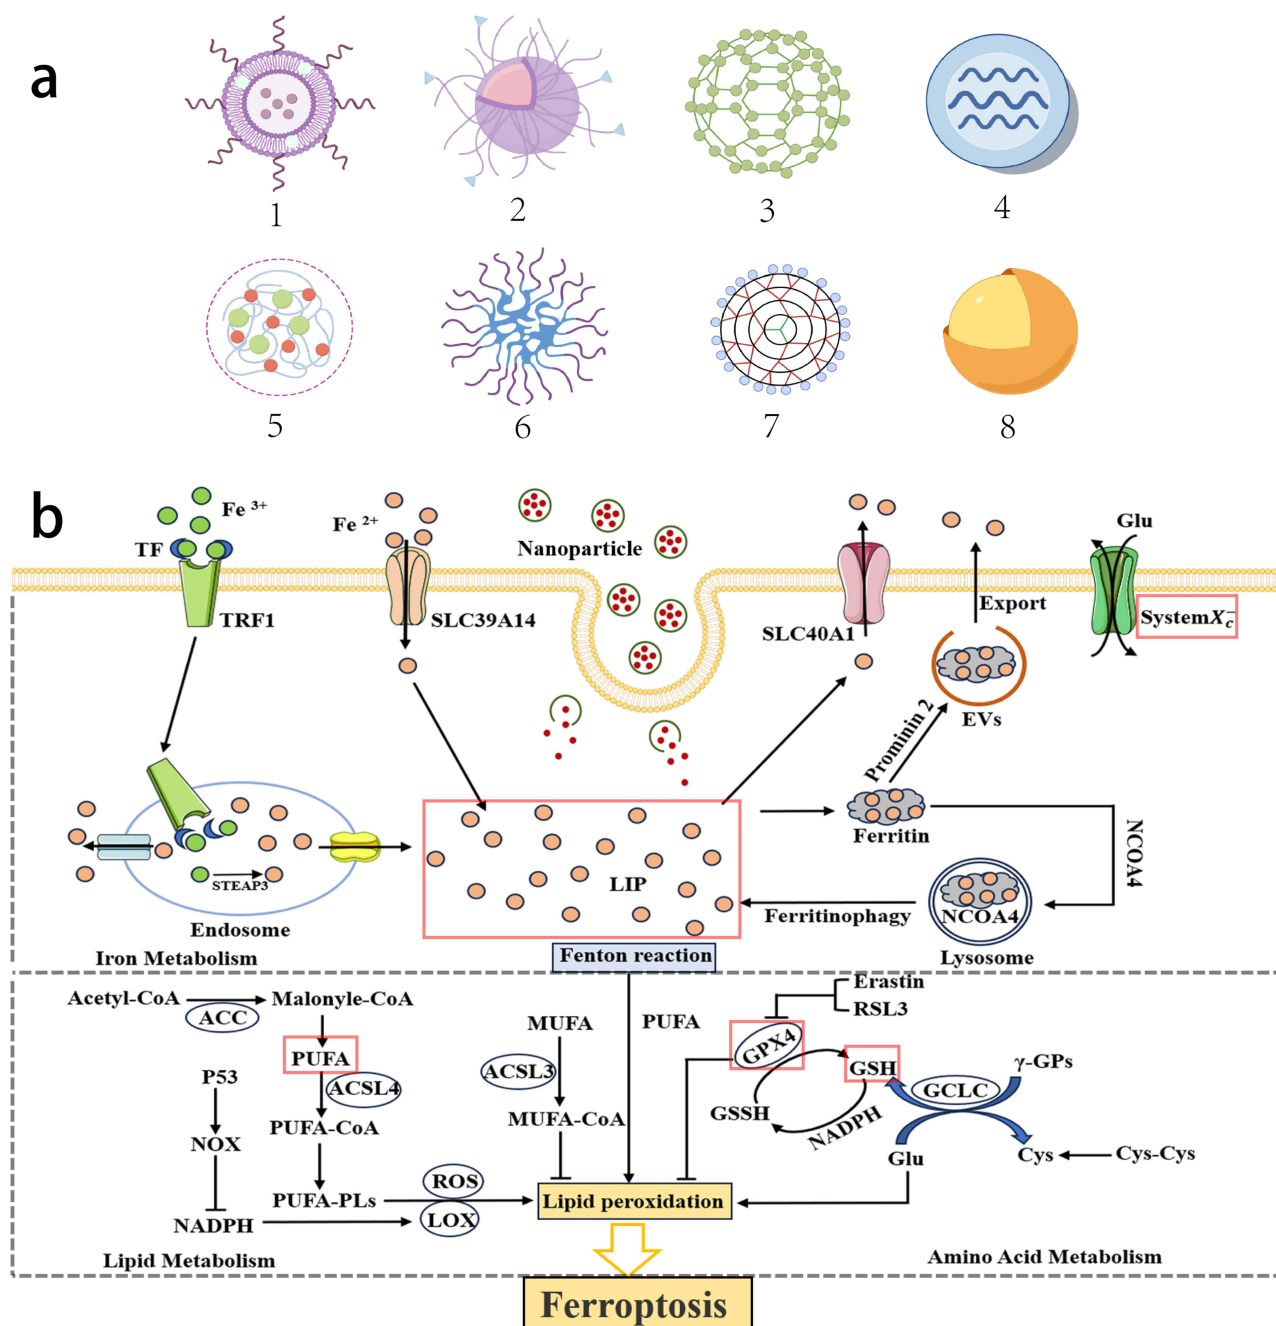 a
1
2
3
4
5
6
7
8
b
Fe 3+
TF
TRF1
Fe 2+
SLC39A14
Nanoparticle
SLC40A1
Export
EVs
Prominin 2
Glu
SystemX_c^-
STEAP3
Endosome
LIP
Ferritin
NCOA4
NCOA4
Ferritinophagy
Lysosome
Iron Metabolism
Fenton reaction
Acetyl-CoA
ACC
Malonyle-CoA
PUFA
ACSL4
PUFA-CoA
PUFA-PLs
P53
NOX
NADPH
ROS
LOX
MUFA
ACSL3
MUFA-CoA
PUFA
Erastin
RSL3
GPX4
GSH
GSSH
NADPH
GCLC
γ-GPs
Glu
Cys
Cys-Cys
Lipid peroxidation
Lipid Metabolism
Amino Acid Metabolism
Ferroptosis